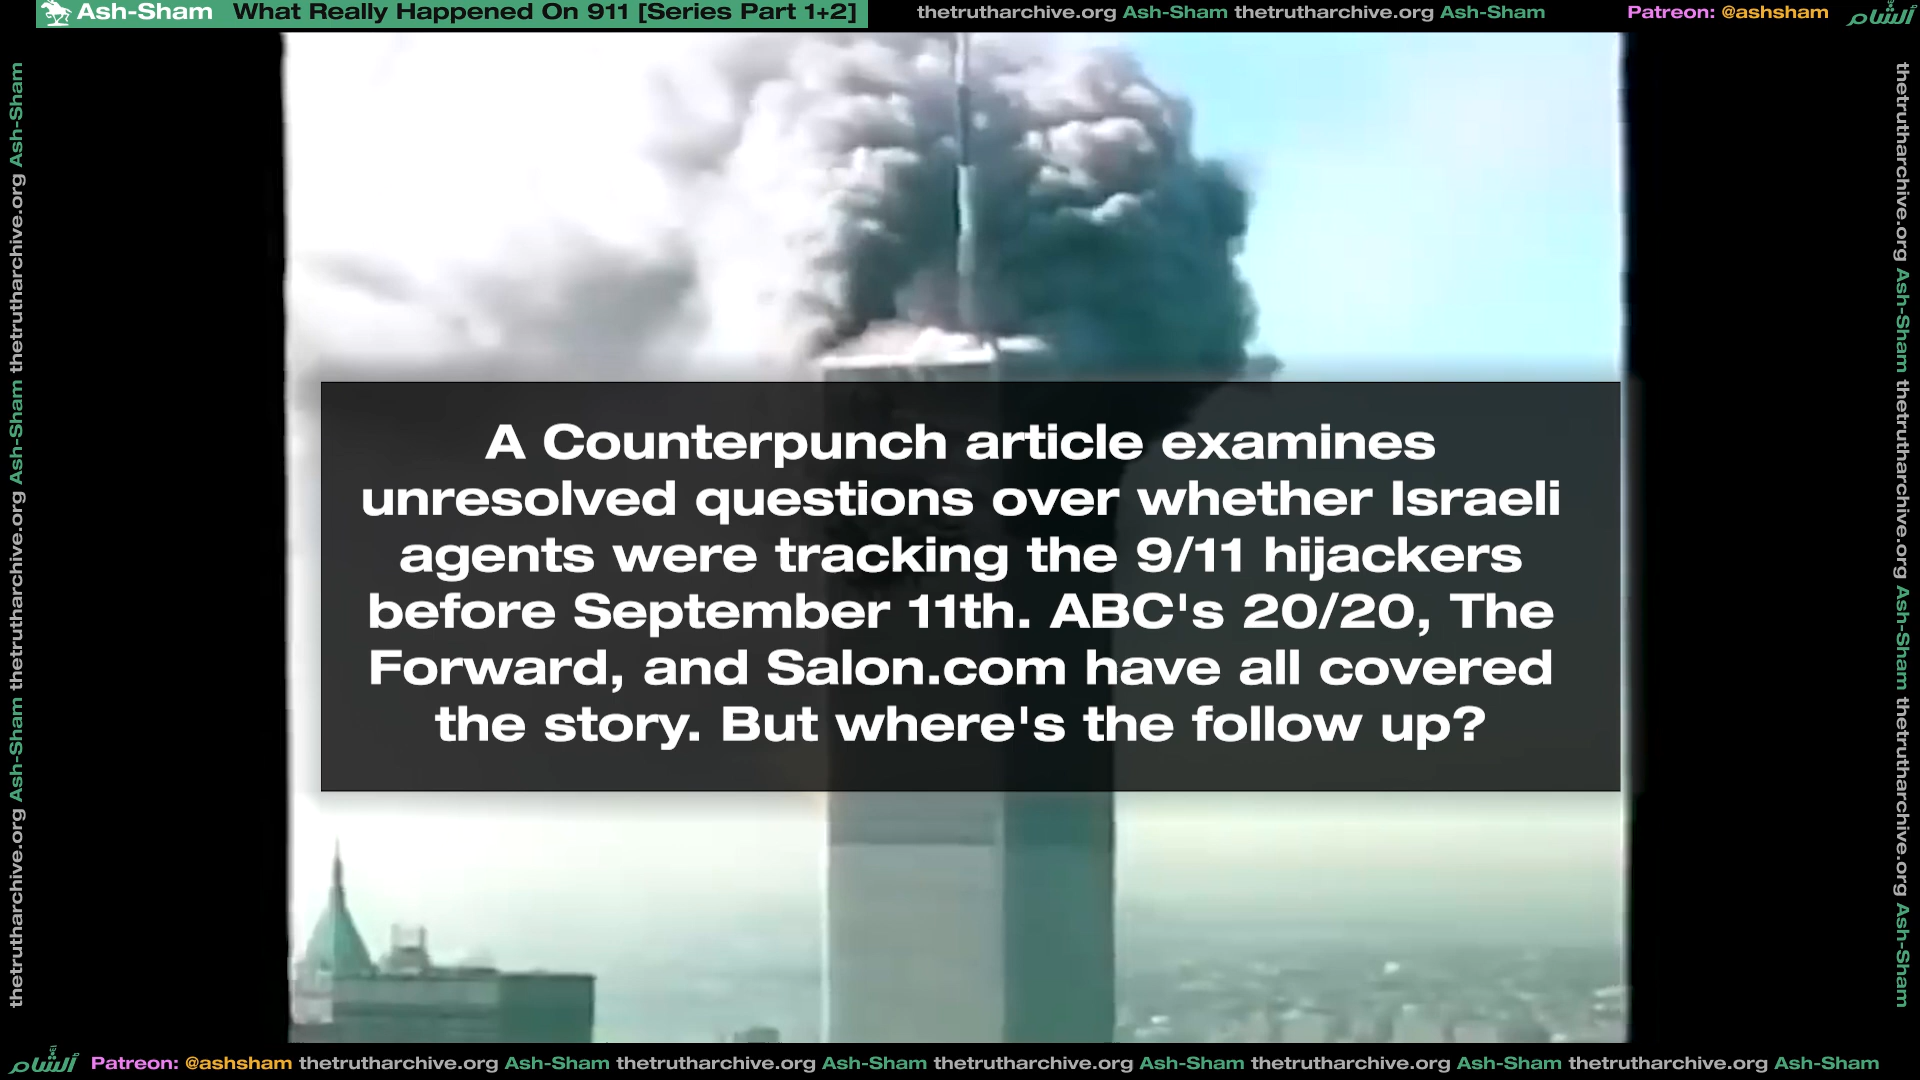 Ash-Sham What Really Happened On 911 [Series Part 1+2] thetrutharchive.org Ash-Sham thetrutharchive.org Ash-Sham Patreon: @ashsham الشام
thetrutharchive.org Ash-Sham thetrutharchive.org Ash-Sham thetrutharchive.org Ash-Sham
A Counterpunch article examines
unresolved questions over whether Israeli
agents were tracking the 9/11 hijackers
before September 11th. ABC's 20/20, The
Forward, and Salon.com have all covered
the story. But where's the follow up?
thetrutharchive.org Ash-Sham thetrutharchive.org Ash-Sham thetrutharchive.org Ash-Sham
الشام Patreon: @ashsham thetrutharchive.org Ash-Sham thetrutharchive.org Ash-Sham thetrutharchive.org Ash-Sham thetrutharchive.org Ash-Sham thetrutharchive.org Ash-Sham